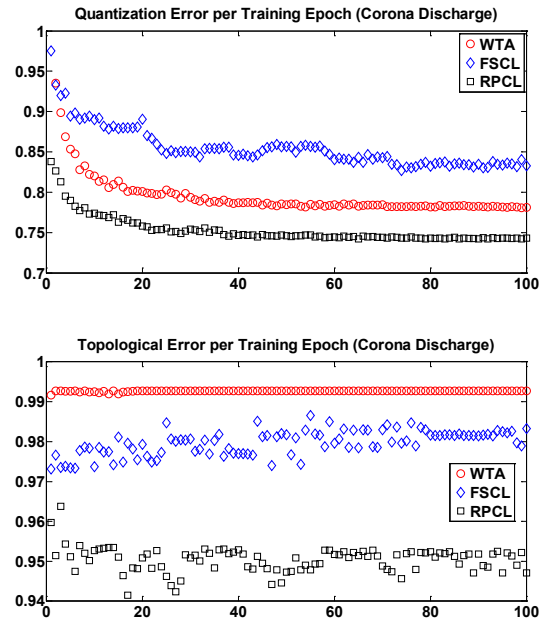 Quantization Error per Training Epoch (Corona Discharge)
1
0.95
0.9
0.85
0.8
0.75
0.7
WTA
FSCL
RPCL
0 20 40 60 80 100
Topological Error per Training Epoch (Corona Discharge)
1
0.99
0.98
0.97
0.96
0.95
0.94
WTA
FSCL
RPCL
0 20 40 60 80 100